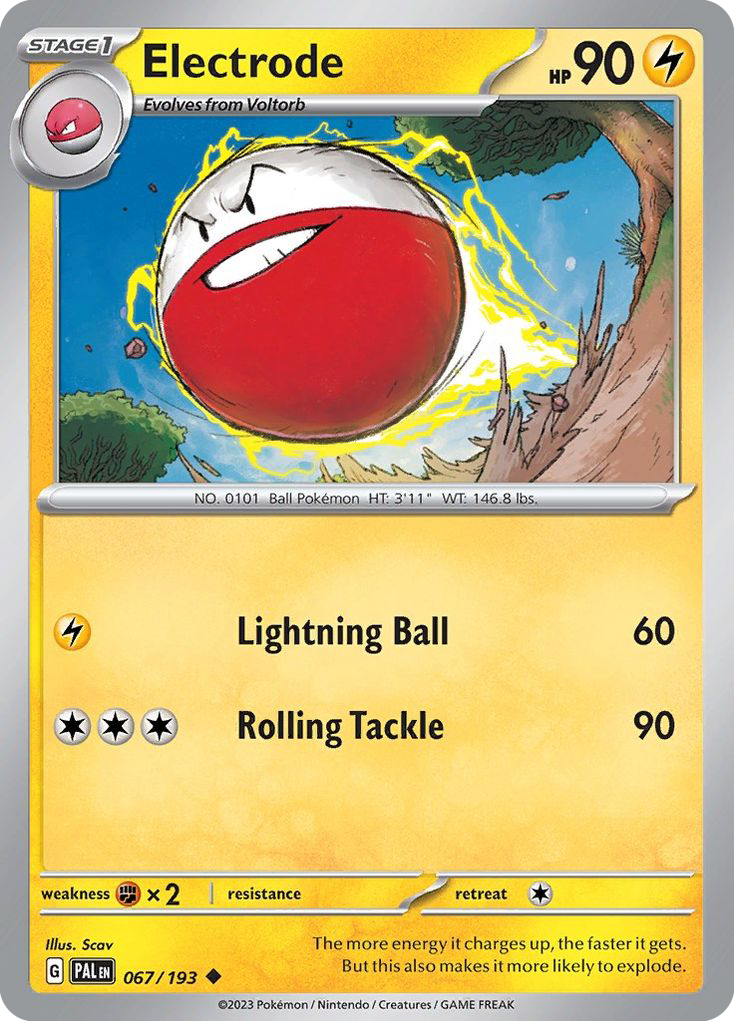 STAGE1
Electrode
HP 90
Evolves from Voltorb
NO. 0101 Ball Pokémon HT: 3'11" WT: 146.8 lbs.
Lightning Ball 60
Rolling Tackle 90
weakness ×2 resistance retreat
Illus. Scav
The more energy it charges up, the faster it gets.
But this also makes it more likely to explode.
G PAL EN 067/193
©2023 Pokémon / Nintendo / Creatures / GAME FREAK